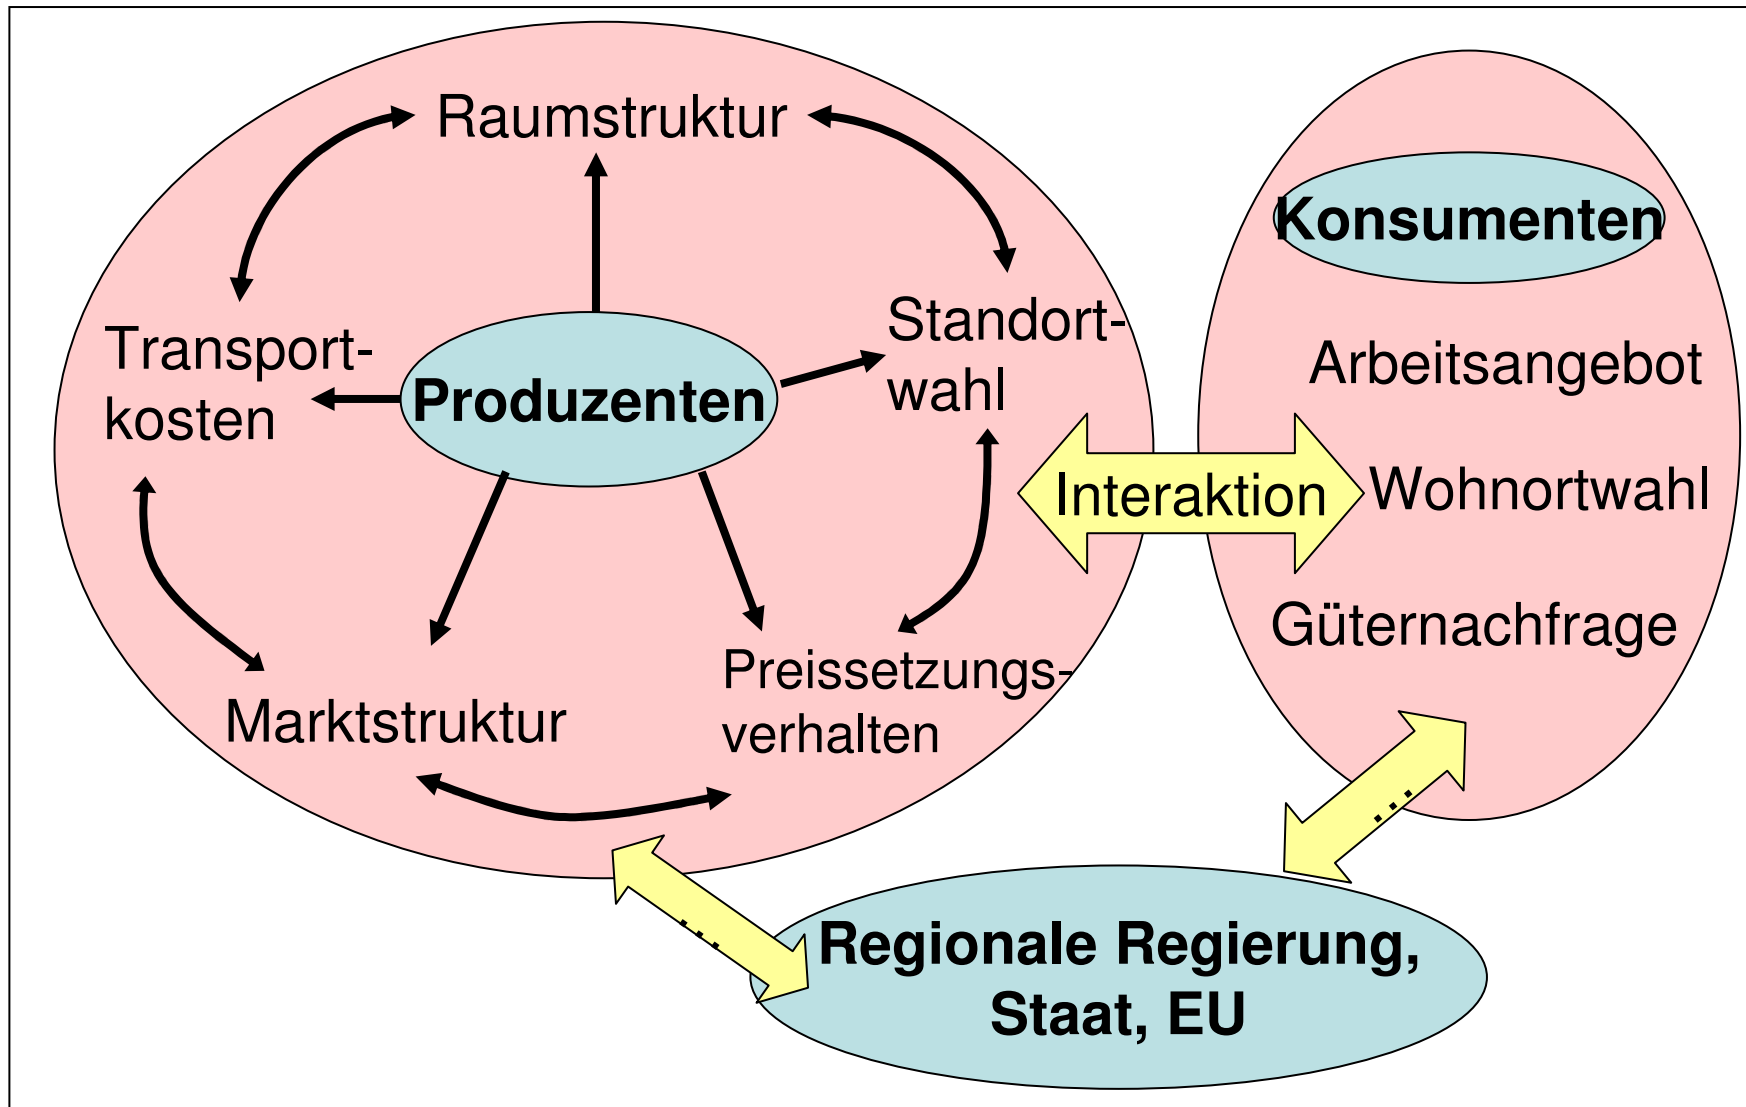 Raumstruktur
Transport-
kosten
Produzenten
Standort-
wahl
Marktstruktur
Preissetzungs-
verhalten
Interaktion
Konsumenten
Arbeitsangebot
Wohnortwahl
Güternachfrage
...
...
Regionale Regierung,
Staat, EU